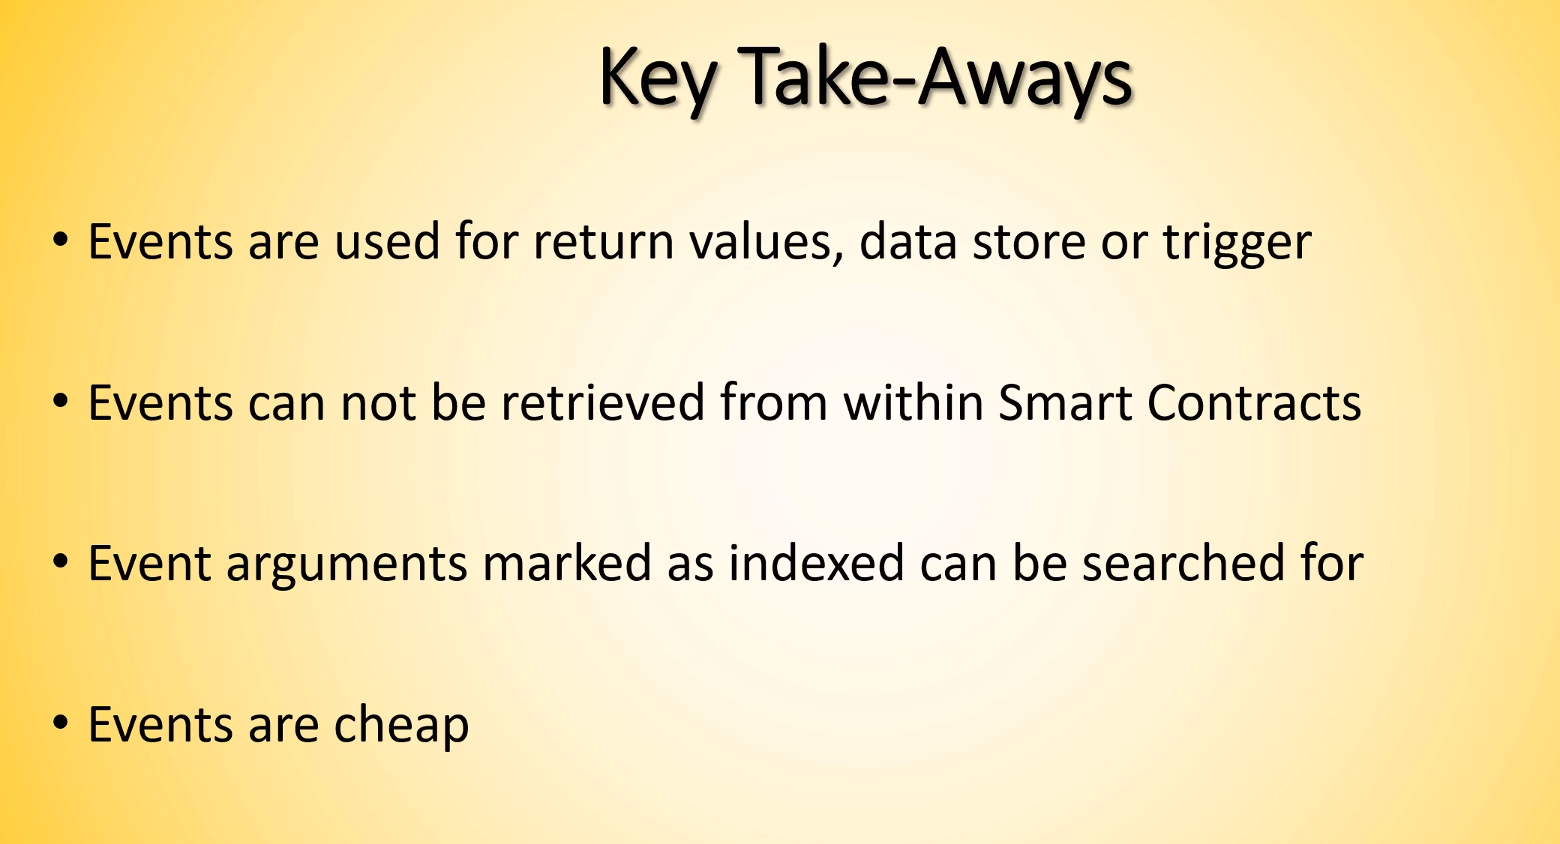 Key Take-Aways
• Events are used for return values, data store or trigger
• Events can not be retrieved from within Smart Contracts
• Event arguments marked as indexed can be searched for
• Events are cheap